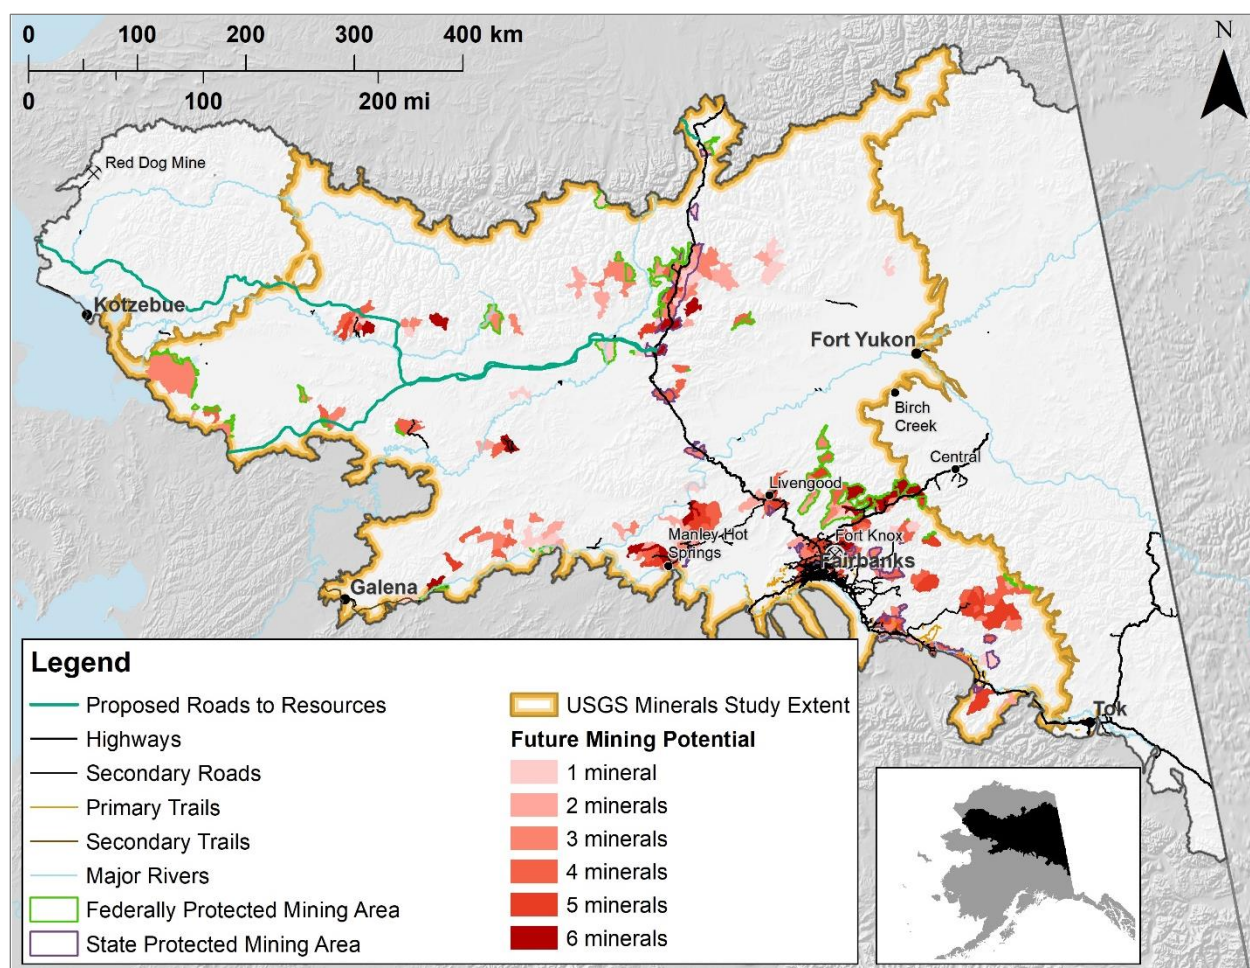 0 100 200 300 400 km
0 100 200 mi
N
Red Dog Mine
Kotzebue
Fort Yukon
Birch
Creek
Central
Livengood
Manley Hot
Springs
Fort Knox
Fairbanks
Galena
Tok
Legend
Proposed Roads to Resources
Highways
Secondary Roads
Primary Trails
Secondary Trails
Major Rivers
Federally Protected Mining Area
State Protected Mining Area
USGS Minerals Study Extent
Future Mining Potential
1 mineral
2 minerals
3 minerals
4 minerals
5 minerals
6 minerals